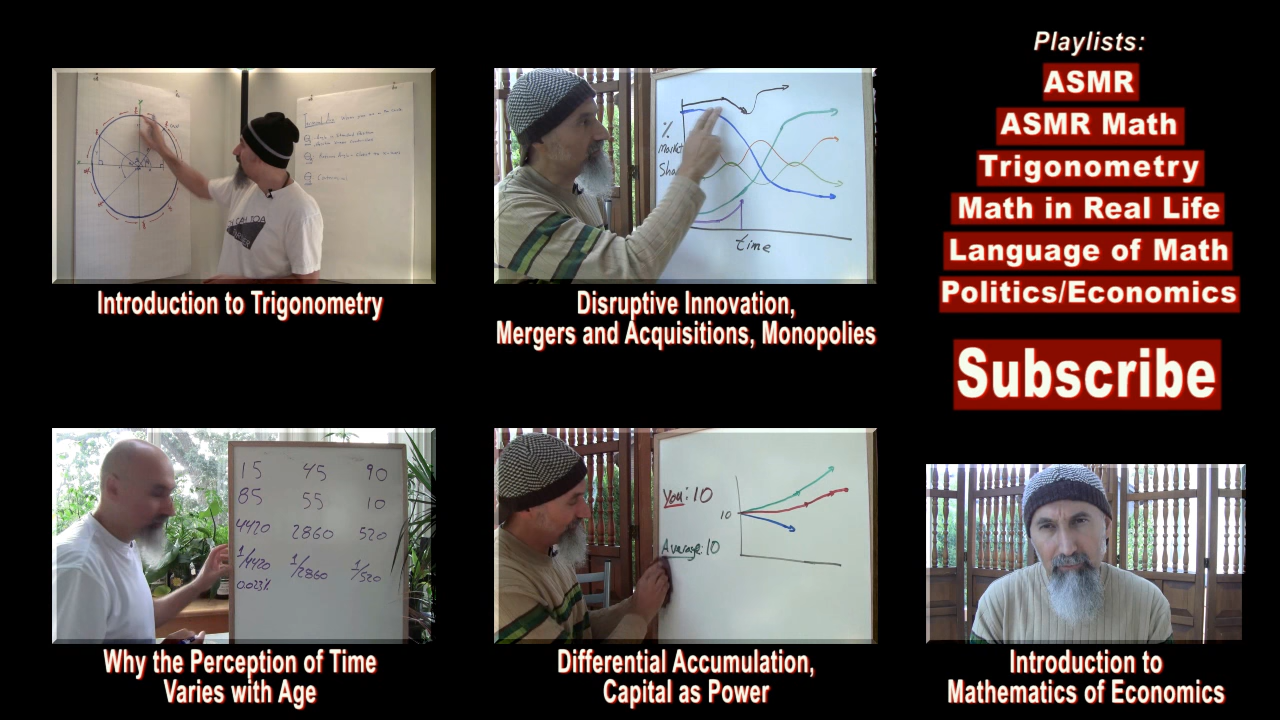 Playlists:
ASMR
ASMR Math
Trigonometry
Math in Real Life
Language of Math
Politics/Economics
Subscribe
Introduction to Trigonometry
% 
time
Disruptive Innovation,
Mergers and Acquisitions, Monopolies
15 45 90
85 55 10
4420 2860 520
1/4420 1/2860 1/520
0.023%
Why the Perception of Time
Varies with Age
You: 10
10
Average: 10
Differential Accumulation,
Capital as Power
Introduction to
Mathematics of Economics